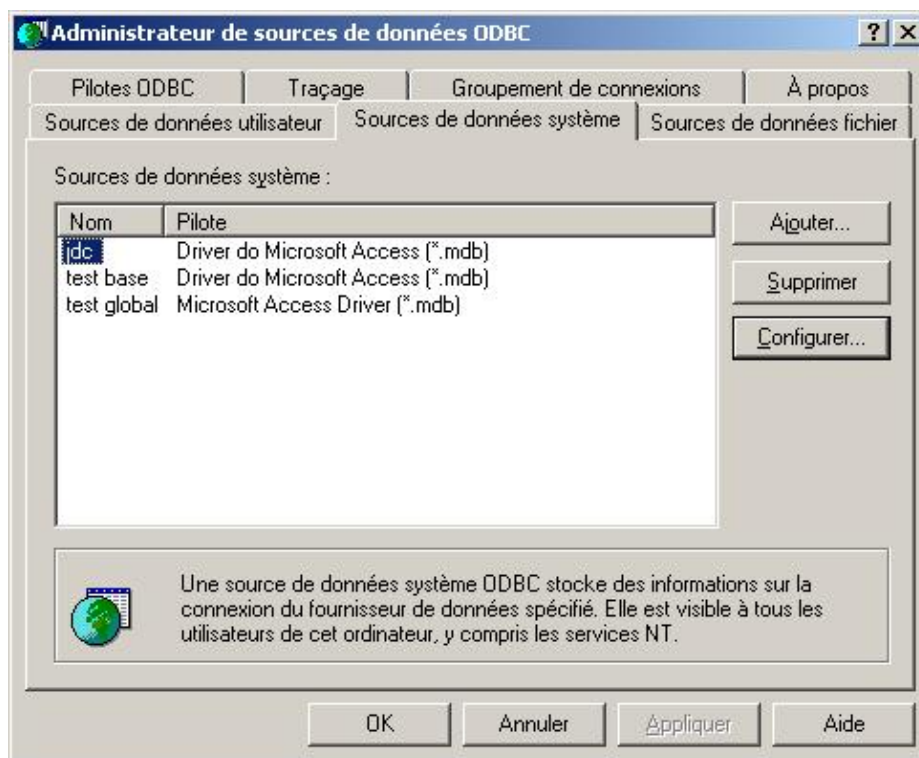 Administrateur de sources de données ODBC
Pilotes ODBC Traçage Groupement de connexions À propos
Sources de données utilisateur Sources de données système Sources de données fichier
Sources de données système :
Nom Pilote
jdc Driver do Microsoft Access (*.mdb)
test base Driver do Microsoft Access (*.mdb)
test global Microsoft Access Driver (*.mdb)
Ajouter...
Supprimer
Configurer...
Une source de données système ODBC stocke des informations sur la
connexion du fournisseur de données spécifié. Elle est visible à tous les
utilisateurs de cet ordinateur, y compris les services NT.
OK Annuler Appliquer Aide